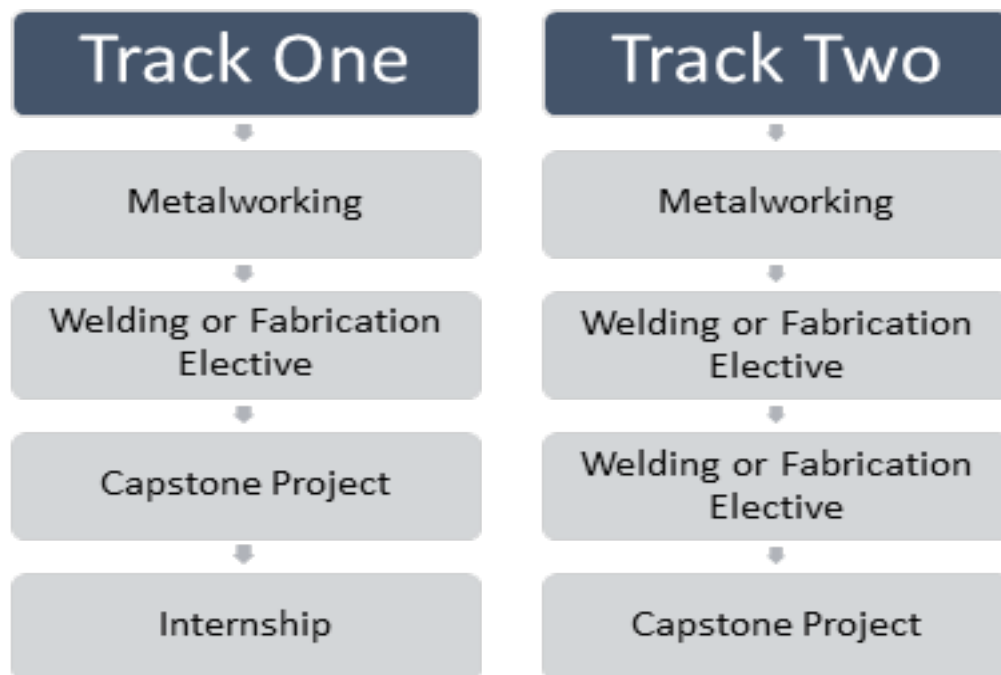 Track One
Metalworking
Welding or Fabrication
Elective
Capstone Project
Internship
Track Two
Metalworking
Welding or Fabrication
Elective
Welding or Fabrication
Elective
Capstone Project